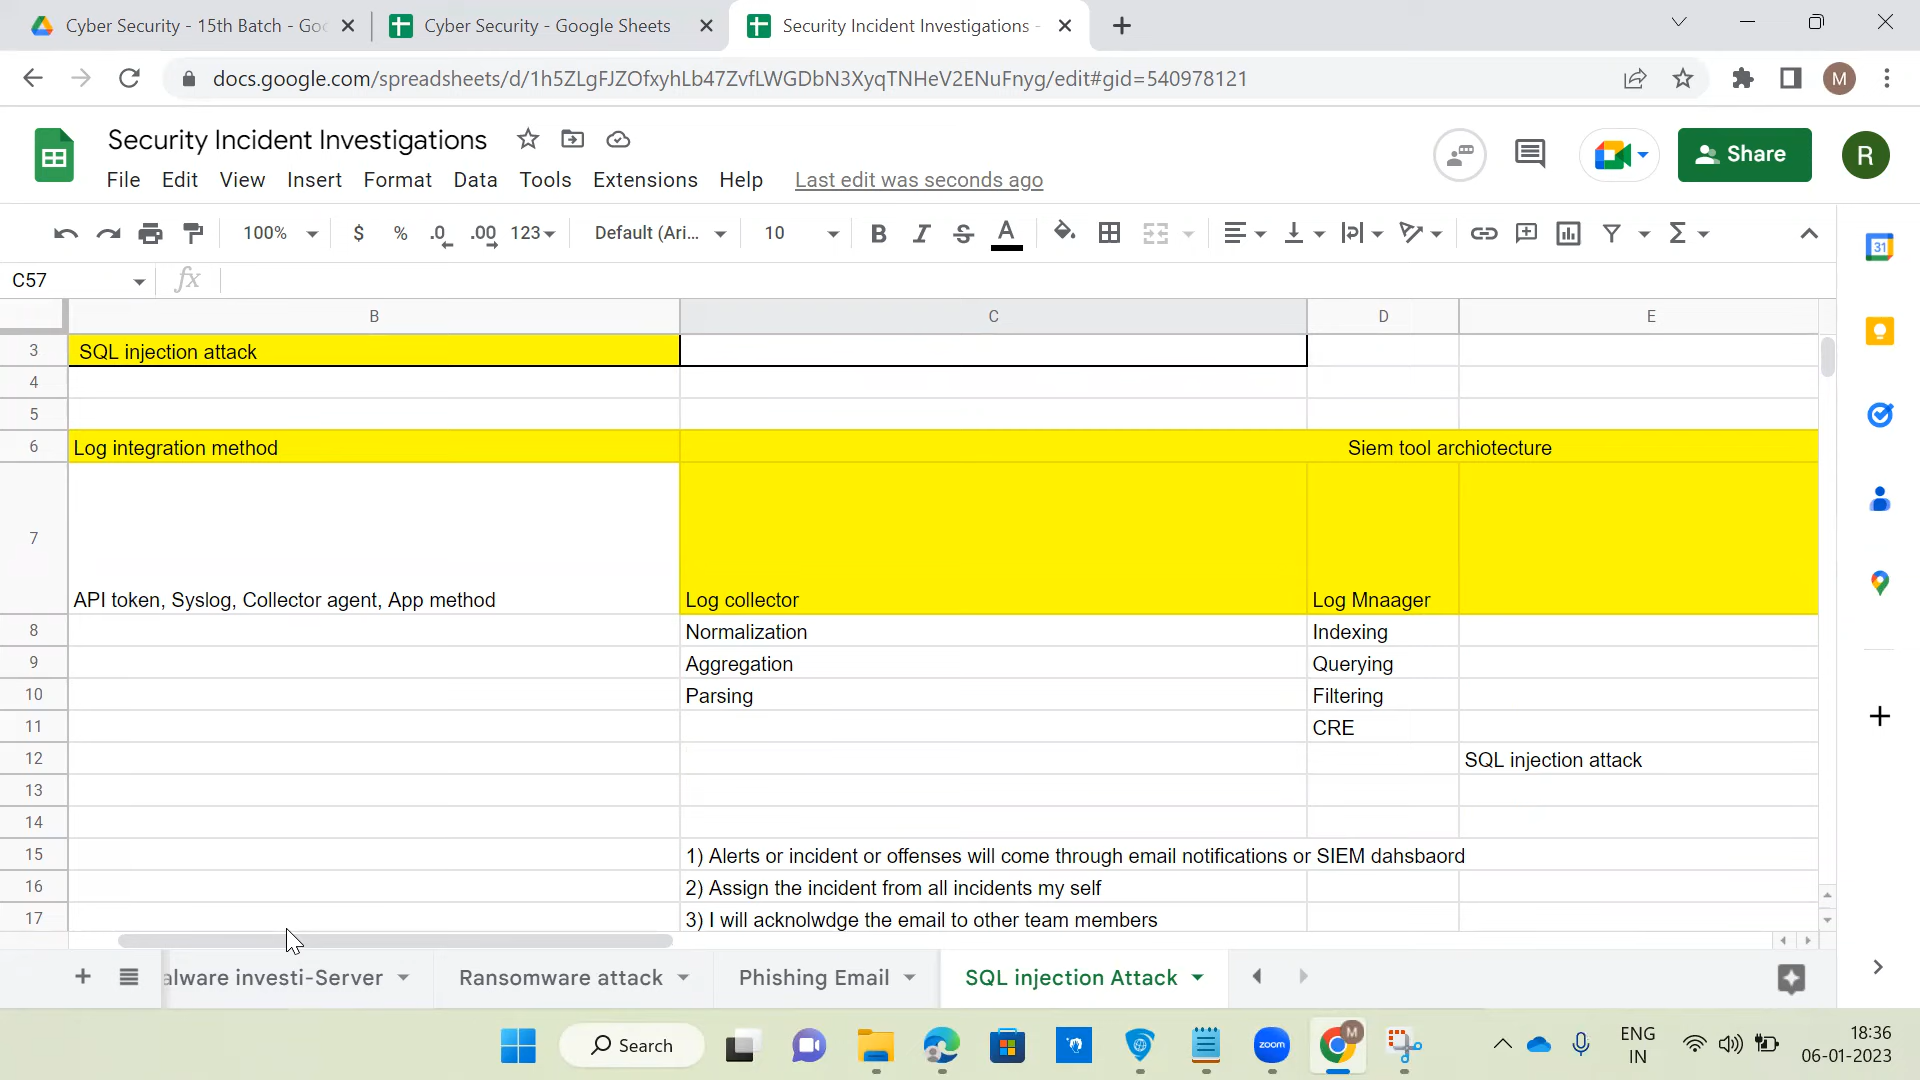 Cyber Security - 15th Batch - Goo
Cyber Security - Google Sheets
Security Incident Investigations -
docs.google.com/spreadsheets/d/1h5ZLgFJZOfxyhLb47ZvfLWGDbN3XyqTNHeV2ENuFnyg/edit#gid=540978121
M
Security Incident Investigations
Share
R
File Edit View Insert Format Data Tools Extensions Help Last edit was seconds ago
100% $ % .0 .00 123 Default (Ari... 10 B I S A
31
C57 fx
B C D E
3 SQL injection attack
4
5
6 Log integration method Siem tool archiotecture
7 API token, Syslog, Collector agent, App method Log collector Log Mnaager
8 Normalization Indexing
9 Aggregation Querying
10 Parsing Filtering
11 CRE
12 SQL injection attack
13
14
15 1) Alerts or incident or offenses will come through email notifications or SIEM dahsbaord
16 2) Assign the incident from all incidents my self
17 3) I will acknolwdge the email to other team members
alware investi-Server Ransomware attack Phishing Email SQL injection Attack
Search
zoom
M
ENG
IN
18:36
06-01-2023